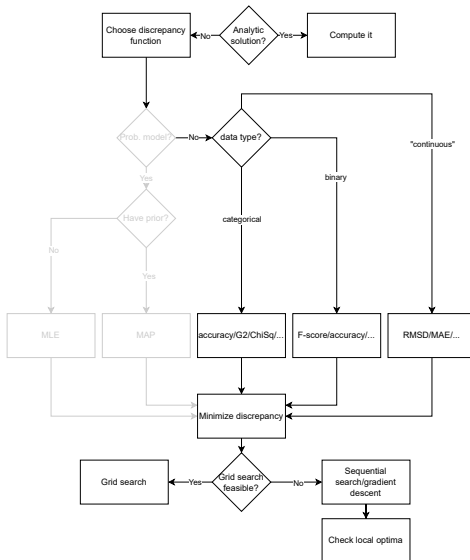 Choose discrepancy
function
No
Analytic
solution?
Yes
Compute it
Prob. model?
No
data type?
"continuous"
Yes
binary
Have prior?
categorical
No
Yes
MLE
MAP
accuracy/G2/ChiSq/...
F-score/accuracy/...
RMSD/MAE/...
Minimize discrepancy
Grid search
Yes
Grid search
feasible?
No
Sequential
search/gradient
descent
Check local optima